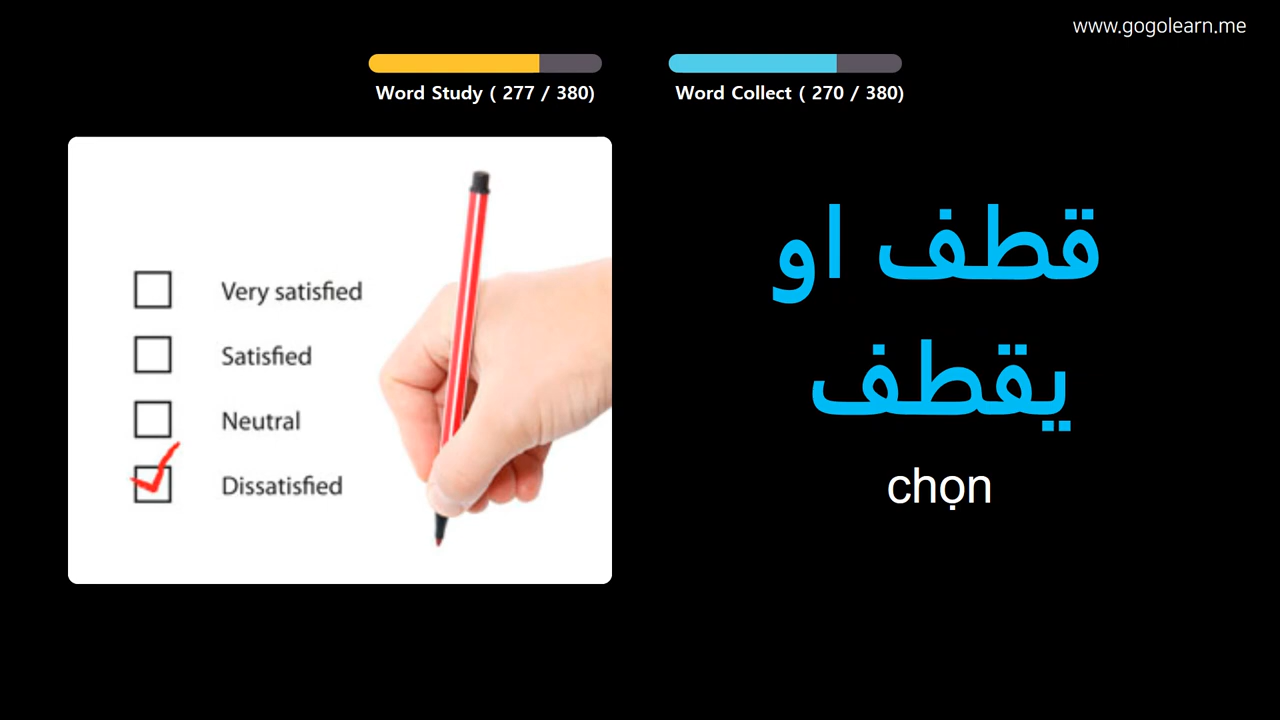 www.gogolearn.me
Word Study ( 277 / 380)
Word Collect ( 270 / 380)
Very satisfied
Satisfied
Neutral
Dissatisfied
قطف او
يقطف
chọn